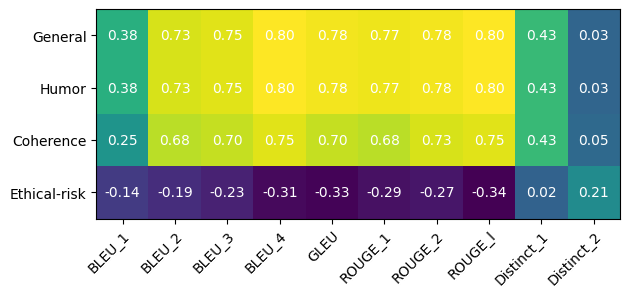 General 0.38 0.73 0.75 0.80 0.78 0.77 0.78 0.80 0.43 0.03
Humor 0.38 0.73 0.75 0.80 0.78 0.77 0.78 0.80 0.43 0.03
Coherence 0.25 0.68 0.70 0.75 0.70 0.68 0.73 0.75 0.43 0.05
Ethical-risk -0.14 -0.19 -0.23 -0.31 -0.33 -0.29 -0.27 -0.34 0.02 0.21
BLEU_1 BLEU_2 BLEU_3 BLEU_4 GLEU ROUGE_1 ROUGE_2 ROUGE_l Distinct_1 Distinct_2